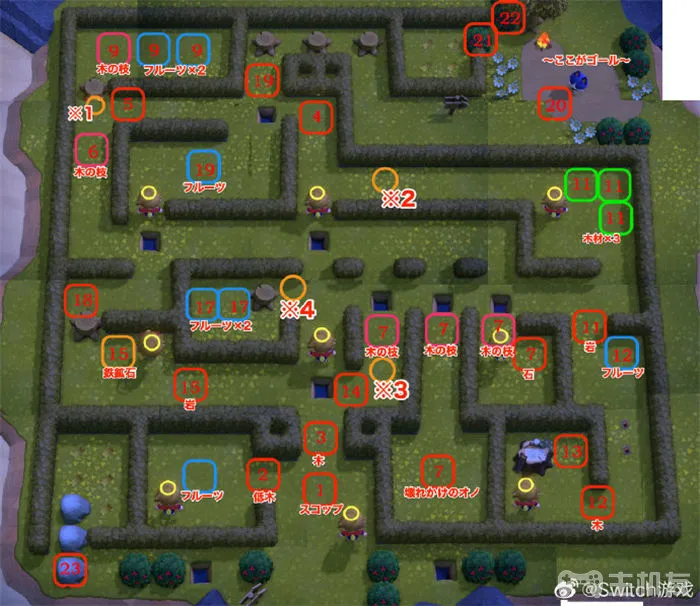 22
21
9 9 9
木の枝
フルーツ×2
～ここがゴール～
19
5
※1
4
20
6
木の枝
19
フルーツ
※2
11 11
11
木材×3
18
17 17
フルーツ×2
※4
7
木の枝
7
木の枝
7
木の枝
11
岩
15
鉄鉱石
7
石
12
フルーツ
15
岩
14
※3
3
木
13
フルーツ
2
低木
1
スコップ
7
壊れかけのオノ
12
木
23
主机友
@Switch游戏